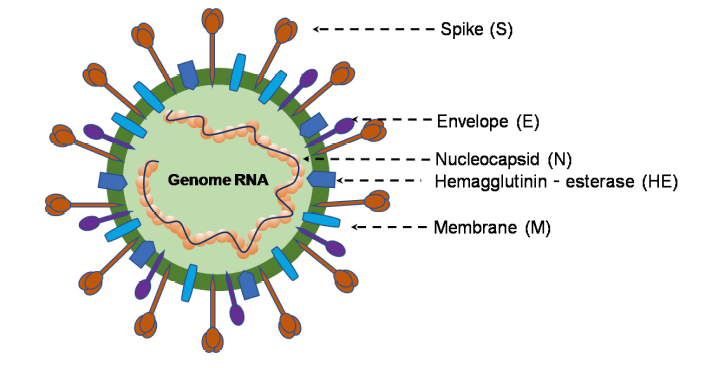 Spike (S)
Envelope (E)
Nucleocapsid (N)
Genome RNA
Hemagglutinin - esterase (HE)
Membrane (M)